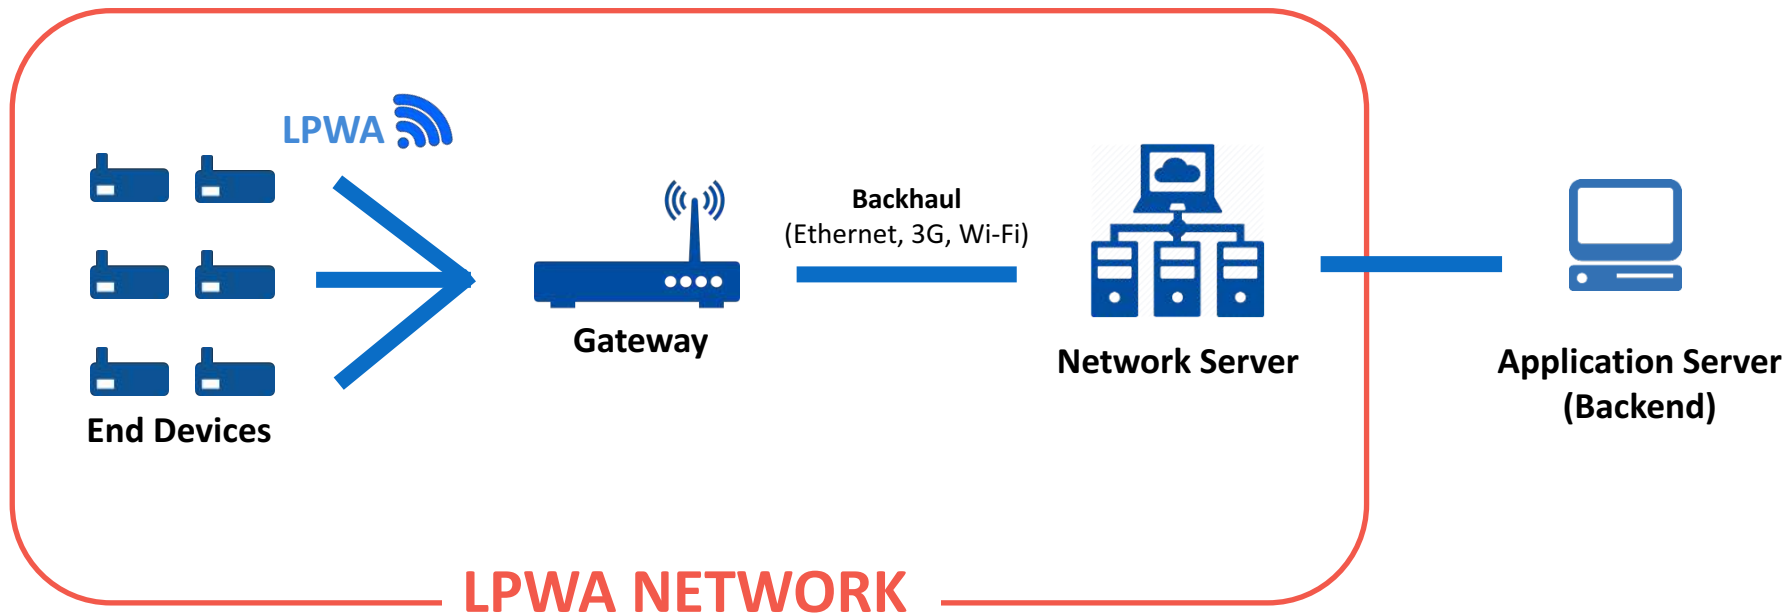 LPWA
Backhaul
(Ethernet, 3G, Wi-Fi)
Gateway
Network Server
Application Server
(Backend)
End Devices
LPWA NETWORK